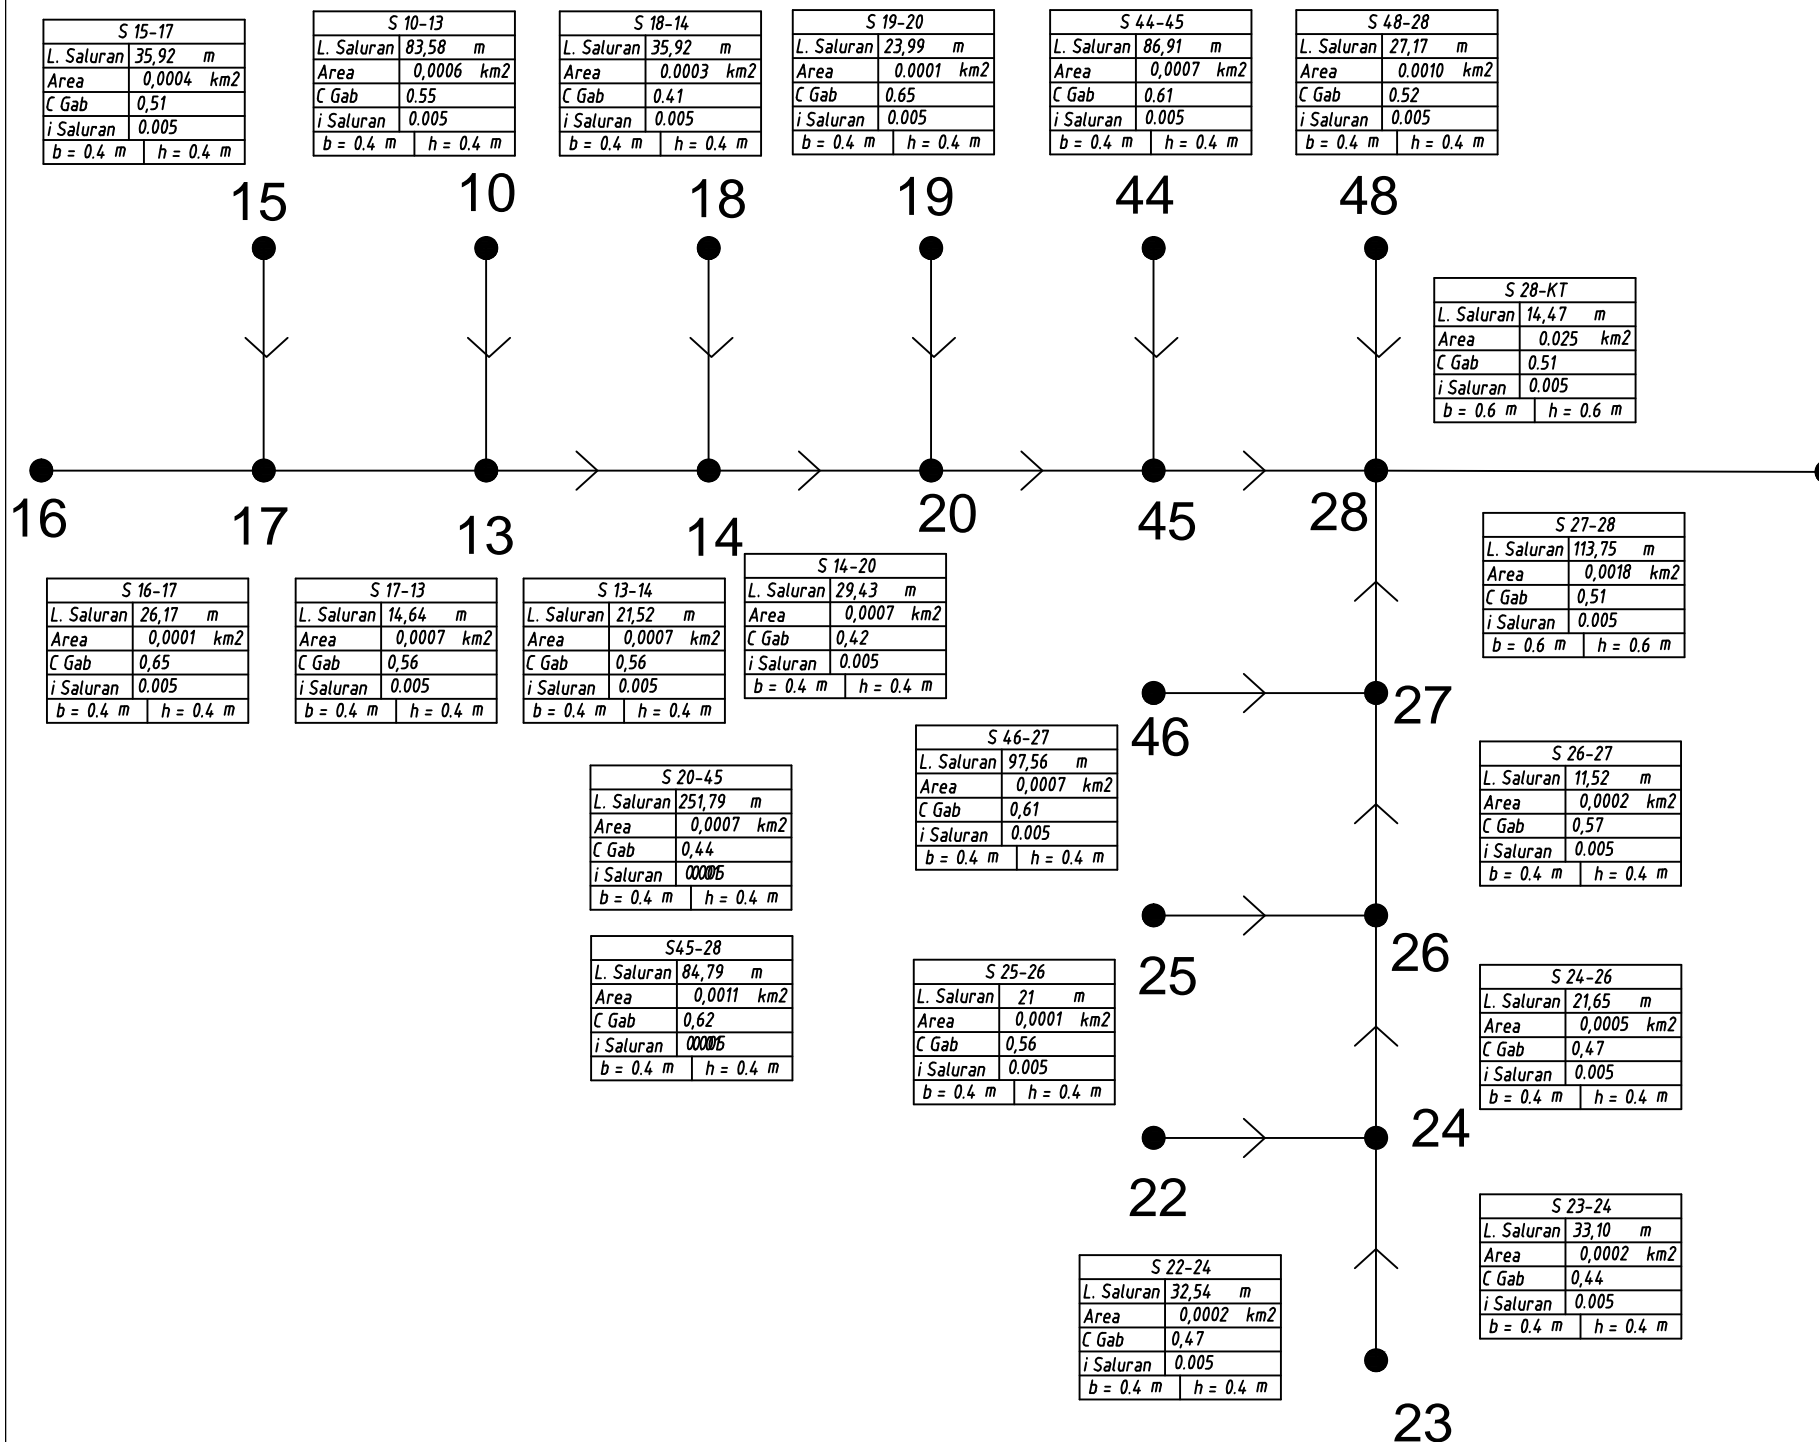 S 15-17
L. Saluran 35,92 m
Area 0,0004 km2
C Gab 0,51
i Saluran 0.005
b = 0.4 m h = 0.4 m
S 10-13
L. Saluran 83,58 m
Area 0,0006 km2
C Gab 0.55
i Saluran 0.005
b = 0.4 m h = 0.4 m
S 18-14
L. Saluran 35,92 m
Area 0.0003 km2
C Gab 0.41
i Saluran 0.005
b = 0.4 m h = 0.4 m
S 19-20
L. Saluran 23,99 m
Area 0.0001 km2
C Gab 0.65
i Saluran 0.005
b = 0.4 m h = 0.4 m
S 44-45
L. Saluran 86,91 m
Area 0,0007 km2
C Gab 0.61
i Saluran 0.005
b = 0.4 m h = 0.4 m
S 48-28
L. Saluran 27,17 m
Area 0.0010 km2
C Gab 0.52
i Saluran 0.005
b = 0.4 m h = 0.4 m
15
10
18
19
44
48
S 28-KT
L. Saluran 14,47 m
Area 0.025 km2
C Gab 0.51
i Saluran 0.005
b = 0.6 m h = 0.6 m
16
17
13
14
20
45
28
S 16-17
L. Saluran 26,17 m
Area 0,0001 km2
C Gab 0,65
i Saluran 0.005
b = 0.4 m h = 0.4 m
S 17-13
L. Saluran 14,64 m
Area 0,0007 km2
C Gab 0,56
i Saluran 0.005
b = 0.4 m h = 0.4 m
S 13-14
L. Saluran 21,52 m
Area 0,0007 km2
C Gab 0,56
i Saluran 0.005
b = 0.4 m h = 0.4 m
S 14-20
L. Saluran 29,43 m
Area 0,0007 km2
C Gab 0,42
i Saluran 0.005
b = 0.4 m h = 0.4 m
S 27-28
L. Saluran 113,75 m
Area 0,0018 km2
C Gab 0,51
i Saluran 0.005
b = 0.6 m h = 0.6 m
46
27
S 20-45
L. Saluran 251,79 m
Area 0,0007 km2
C Gab 0,44
i Saluran
b = 0.4 m h = 0.4 m
S 46-27
L. Saluran 97,56 m
Area 0,0007 km2
C Gab 0,61
i Saluran 0.005
b = 0.4 m h = 0.4 m
S 26-27
L. Saluran 11,52 m
Area 0,0002 km2
C Gab 0,57
i Saluran 0.005
b = 0.4 m h = 0.4 m
25
26
S45-28
L. Saluran 84,79 m
Area 0,0011 km2
C Gab 0,62
i Saluran
b = 0.4 m h = 0.4 m
S 25-26
L. Saluran 21 m
Area 0,0001 km2
C Gab 0,56
i Saluran 0.005
b = 0.4 m h = 0.4 m
S 24-26
L. Saluran 21,65 m
Area 0,0005 km2
C Gab 0,47
i Saluran 0.005
b = 0.4 m h = 0.4 m
22
24
S 22-24
L. Saluran 32,54 m
Area 0,0002 km2
C Gab 0,47
i Saluran 0.005
b = 0.4 m h = 0.4 m
S 23-24
L. Saluran 33,10 m
Area 0,0002 km2
C Gab 0,44
i Saluran 0.005
b = 0.4 m h = 0.4 m
23